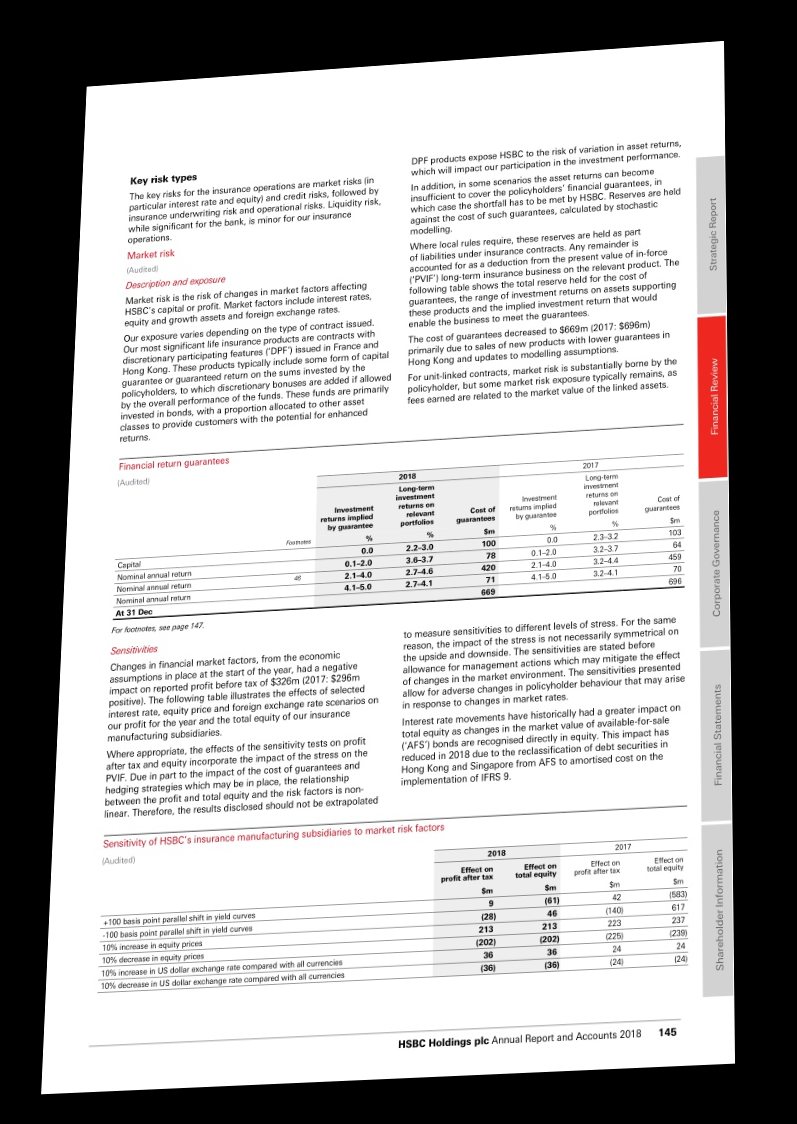 Key risk types
The key risks for the insurance operations are market risks (in
particular interest rate and equity) and credit risks, followed by
insurance underwriting risk and operational risks. Liquidity risk,
while significant for the bank, is minor for our insurance
operations.
Market risk
(Audited)
Description and exposure
Market risk is the risk of changes in market factors affecting
HSBC's capital or profit. Market factors include interest rates,
equity and growth assets and foreign exchange rates.
Our exposure varies depending on the type of contract issued.
Our most significant life insurance products are contracts with
discretionary participating features ('DPF') issued in France and
Hong Kong. These products typically include some form of capital
guarantee or guaranteed return on the sums invested by the
policyholders, to which discretionary bonuses are added if allowed
by the overall performance of the funds. These funds are primarily
invested in bonds, with a proportion allocated to other asset
classes to provide customers with the potential for enhanced
returns.
DPF products expose HSBC to the risk of variation in asset returns,
which will impact our participation in the investment performance.
In addition, in some scenarios the asset returns can become
insufficient to cover the policyholders' financial guarantees, in
which case the shortfall has to be met by HSBC. Reserves are held
against the cost of such guarantees, calculated by stochastic
modelling.
Where local rules require, these reserves are held as part
of liabilities under insurance contracts. Any remainder is
accounted for as a deduction from the present value of in-force
('PVIF') long-term insurance business on the relevant product. The
following table shows the total reserve held for the cost of
guarantees, the range of investment returns on assets supporting
these products and the implied investment return that would
enable the business to meet the guarantees.
The cost of guarantees decreased to $669m (2017: $696m)
primarily due to sales of new products with lower guarantees in
Hong Kong and updates to modelling assumptions.
For unit-linked contracts, market risk is substantially borne by the
policyholder, but some market risk exposure typically remains, as
fees earned are related to the market value of the linked assets.
Financial return guarantees
(Audited)
2018 2017
Investment returns implied by guarantee Long-term investment returns on relevant portfolios Cost of guarantees Investment returns implied by guarantee Long-term investment returns on relevant portfolios Cost of guarantees
Footnotes % % $m % % $m
Capital 0.0 2.2–3.0 100 0.0 2.3–3.2 103
Nominal annual return 0.1–2.0 3.6–3.7 78 0.1–2.0 3.2–3.7 64
Nominal annual return 46 2.1–4.0 2.7–4.6 420 2.1–4.0 3.2–4.4 459
Nominal annual return 4.1–5.0 2.7–4.1 71 4.1–5.0 3.2–4.1 70
At 31 Dec 669 696
For footnotes, see page 147.
Sensitivities
Changes in financial market factors, from the economic
assumptions in place at the start of the year, had a negative
impact on reported profit before tax of $326m (2017: $296m
positive). The following table illustrates the effects of selected
interest rate, equity price and foreign exchange rate scenarios on
our profit for the year and the total equity of our insurance
manufacturing subsidiaries.
Where appropriate, the effects of the sensitivity tests on profit
after tax and equity incorporate the impact of the stress on the
PVIF. Due in part to the impact of the cost of guarantees and
hedging strategies which may be in place, the relationship
between the profit and total equity and the risk factors is non-
linear. Therefore, the results disclosed should not be extrapolated
to measure sensitivities to different levels of stress. For the same
reason, the impact of the stress is not necessarily symmetrical on
the upside and downside. The sensitivities are stated before
allowance for management actions which may mitigate the effect
of changes in the market environment. The sensitivities presented
allow for adverse changes in policyholder behaviour that may arise
in response to changes in market rates.
Interest rate movements have historically had a greater impact on
total equity as changes in the market value of available-for-sale
('AFS') bonds are recognised directly in equity. This impact has
reduced in 2018 due to the reclassification of debt securities in
Hong Kong and Singapore from AFS to amortised cost on the
implementation of IFRS 9.
Sensitivity of HSBC's insurance manufacturing subsidiaries to market risk factors
(Audited)
2018 2017
Effect on profit after tax Effect on total equity Effect on profit after tax Effect on total equity
$m $m $m $m
+100 basis point parallel shift in yield curves 9 (61) 42 (583)
-100 basis point parallel shift in yield curves (28) 46 (140) 617
10% increase in equity prices 213 213 223 237
10% decrease in equity prices (202) (202) (225) (239)
10% increase in US dollar exchange rate compared with all currencies 36 36 24 24
10% decrease in US dollar exchange rate compared with all currencies (36) (36) (24) (24)
HSBC Holdings plc Annual Report and Accounts 2018 145
Strategic Report
Financial Review
Corporate Governance
Financial Statements
Shareholder Information